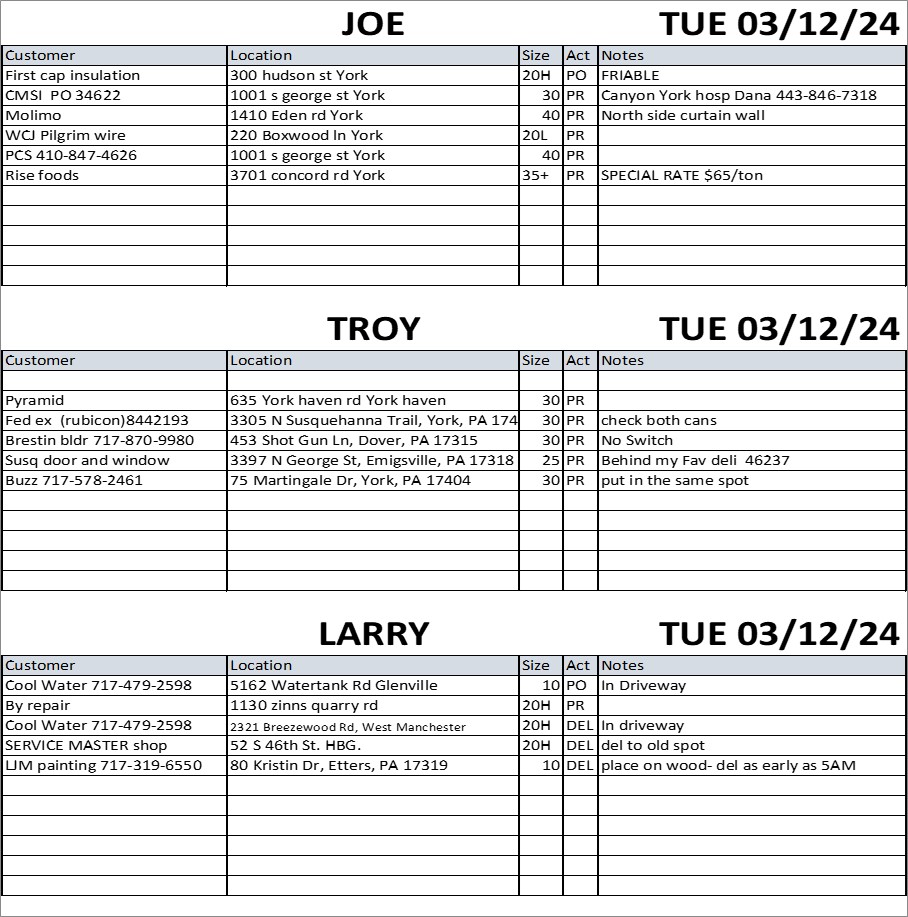 JOE TUE 03/12/24
Customer Location Size Act Notes
First cap insulation 300 hudson st York 20H PO FRIABLE
CMSI PO 34622 1001 s george st York 30 PR Canyon York hosp Dana 443-846-7318
Molimo 1410 Eden rd York 40 PR North side curtain wall
WCJ Pilgrim wire 220 Boxwood ln York 20L PR
PCS 410-847-4626 1001 s george st York 40 PR
Rise foods 3701 concord rd York 35+ PR SPECIAL RATE $65/ton
TROY TUE 03/12/24
Customer Location Size Act Notes
Pyramid 635 York haven rd York haven 30 PR
Fed ex (rubicon)8442193 3305 N Susquehanna Trail, York, PA 174 30 PR check both cans
Brestin bldr 717-870-9980 453 Shot Gun Ln, Dover, PA 17315 30 PR No Switch
Susq door and window 3397 N George St, Emigsville, PA 17318 25 PR Behind my Fav deli 46237
Buzz 717-578-2461 75 Martingale Dr, York, PA 17404 30 PR put in the same spot
LARRY TUE 03/12/24
Customer Location Size Act Notes
Cool Water 717-479-2598 5162 Watertank Rd Glenville 10 PO In Driveway
By repair 1130 zinns quarry rd 20H PR
Cool Water 717-479-2598 2321 Breezewood Rd, West Manchester 20H DEL In driveway
SERVICE MASTER shop 52 S 46th St. HBG. 20H DEL del to old spot
LJM painting 717-319-6550 80 Kristin Dr, Etters, PA 17319 10 DEL place on wood- del as early as 5AM